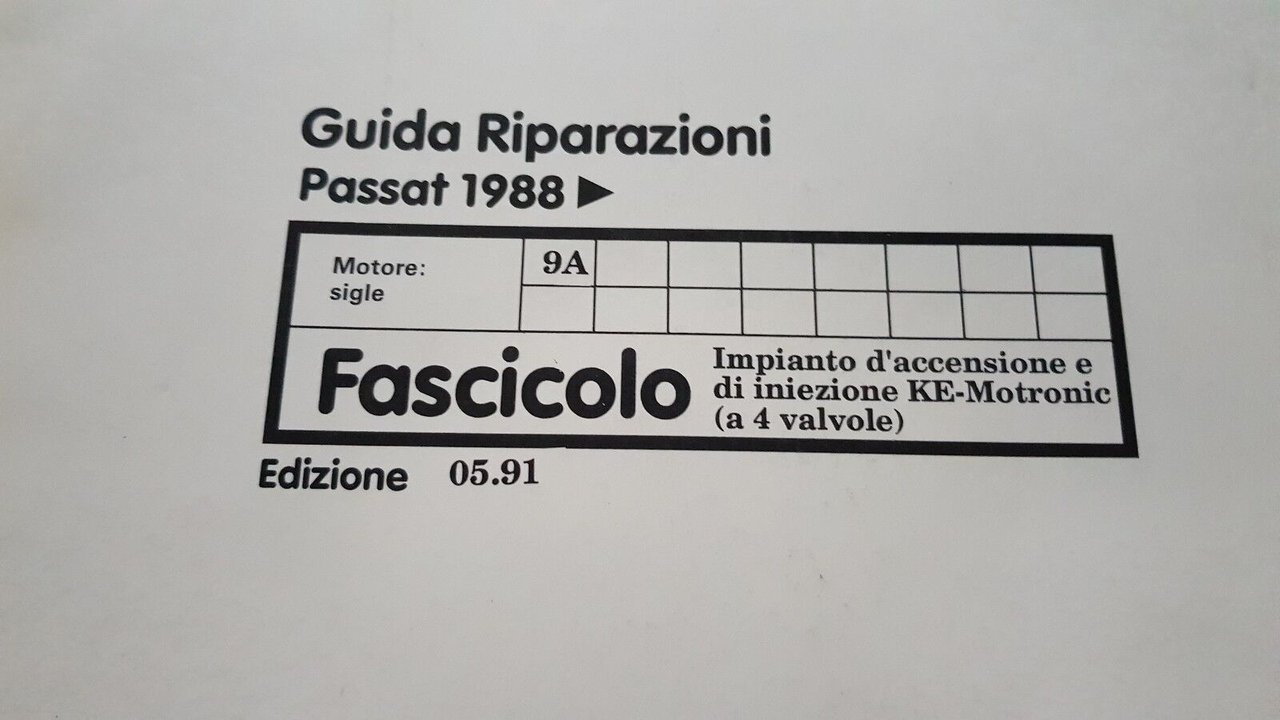 Guida Riparazioni
Passat 1988 ▶
Motore:
sigle
9A
Fascicolo
Impianto d'accensione e
di iniezione KE-Motronic
(a 4 valvole)
Edizione 05.91